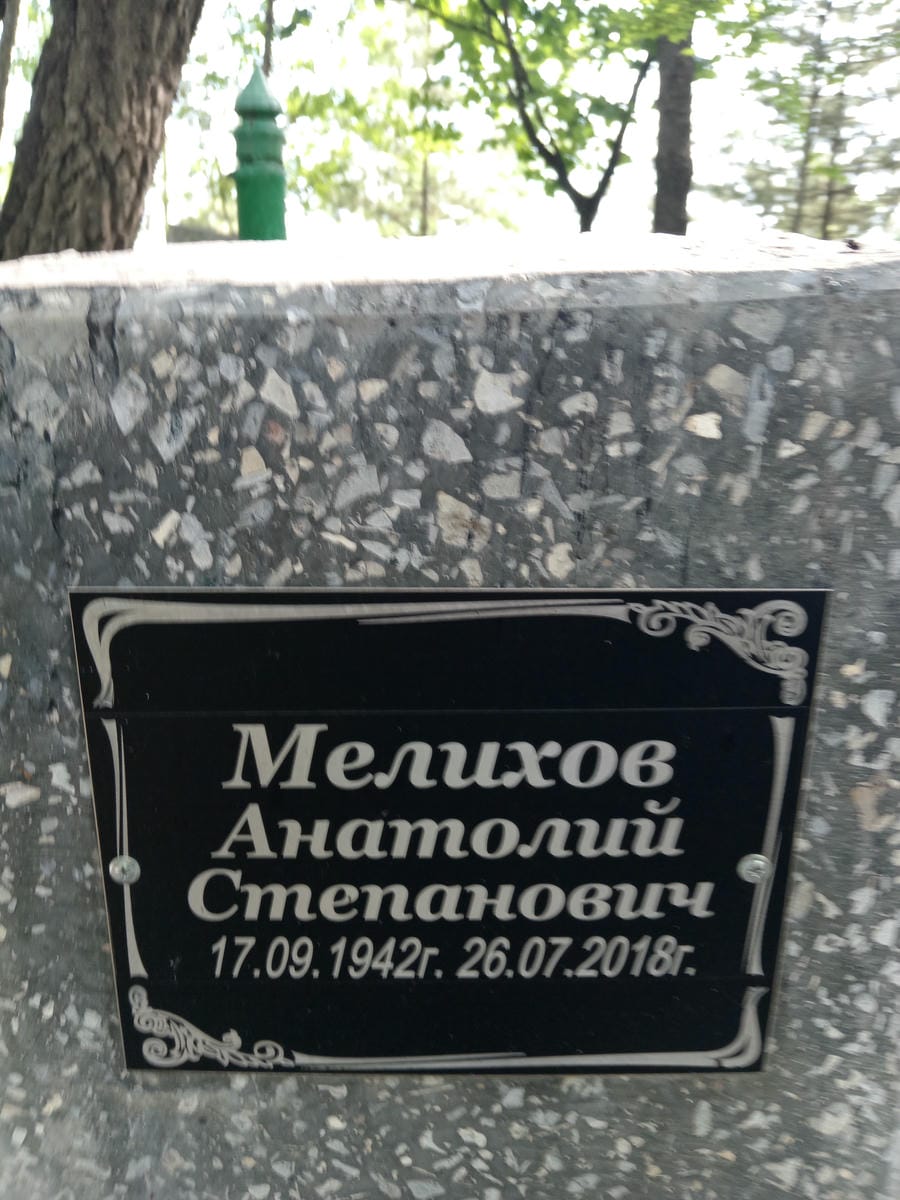 Мелихов
Анатолий
Степанович
17.09.1942г. 26.07.2018г.